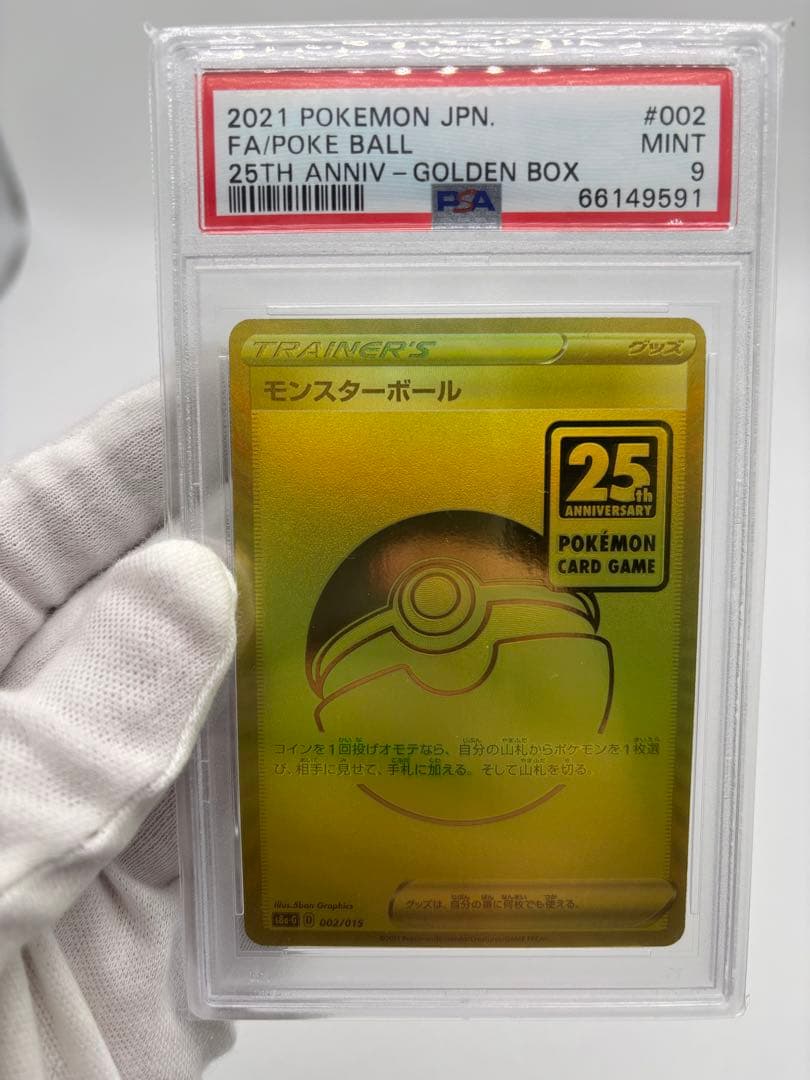 2021 POKEMON JPN. #002
FA/POKE BALL MINT
25TH ANNIV - GOLDEN BOX 9
PSA 66149591
TRAINER'S グッズ
モンスターボール
25th
ANNIVERSARY
POKÉMON
CARD GAME
コインを1回投げオモテなら、自分の山札からポケモンを1枚選
び、相手に見せて、手札に加える。そして山札を切る。
グッズは、自分の番に何枚でも使える。
illus.5ban Graphics
s8a-G D 002/015